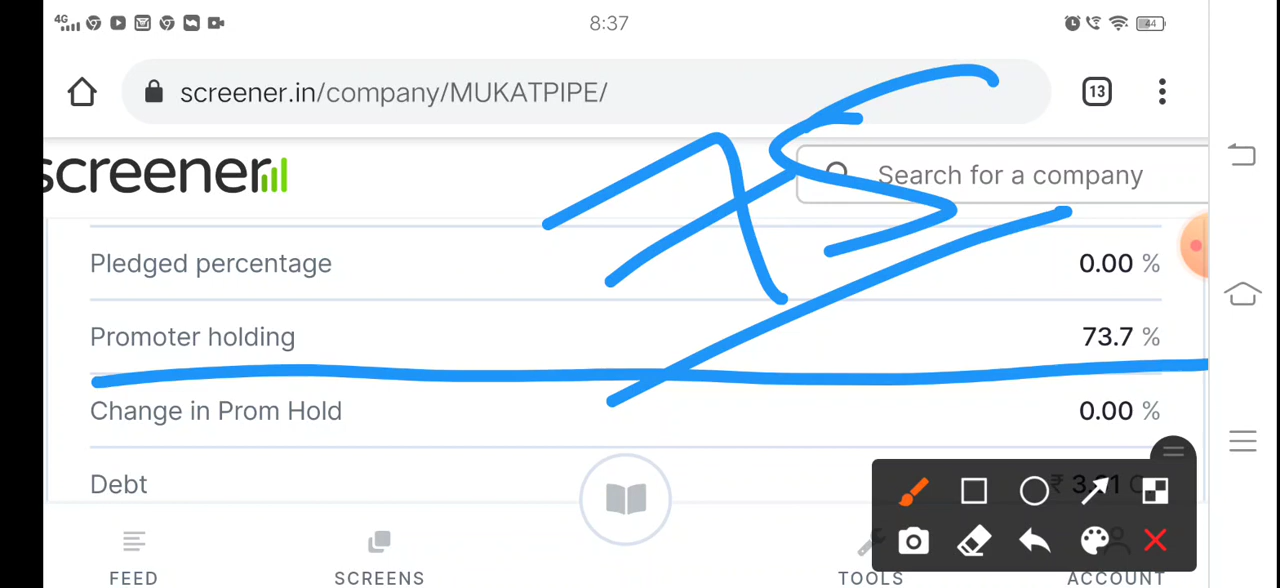 4G 8:37 44
screener.in/company/MUKATPIPE/ 13
screener Search for a company
Pledged percentage 0.00 %
Promoter holding 73.7 %
Change in Prom Hold 0.00 %
Debt ₹
FEED SCREENS TOOLS ACCOUNT